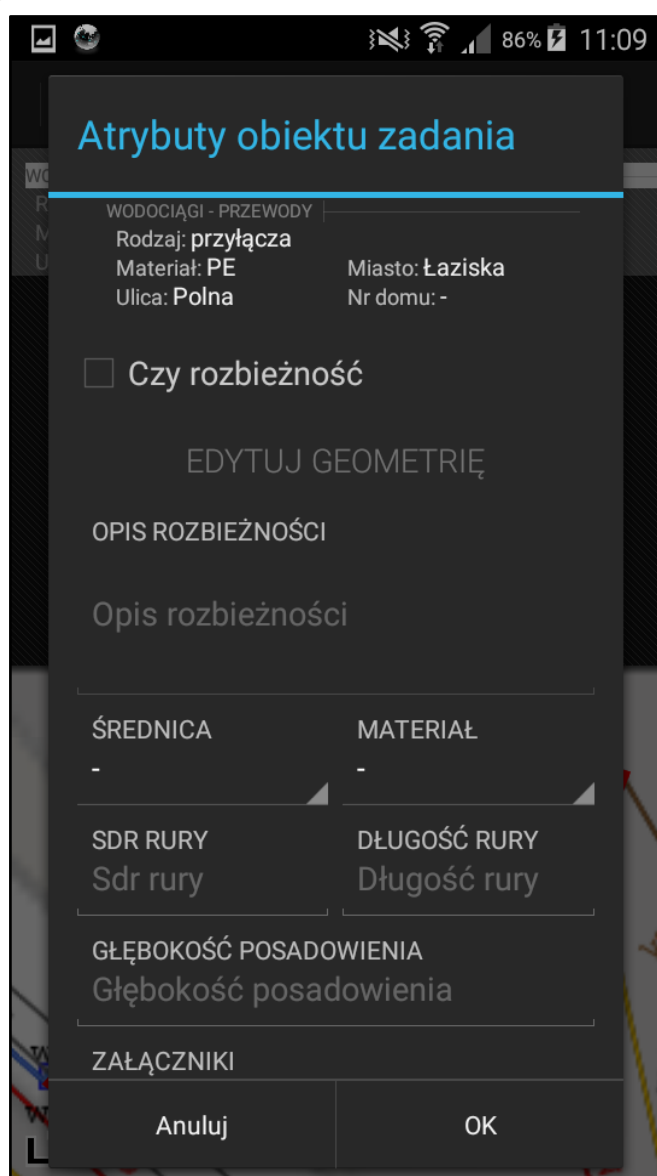 86% 11:09
Atrybuty obiektu zadania
WODOCIĄGI - PRZEWODY
Rodzaj: przyłącza
Materiał: PE Miasto: Łaziska
Ulica: Polna Nr domu: -
Czy rozbieżność
EDYTUJ GEOMETRIĘ
OPIS ROZBIEŻNOŚCI
Opis rozbieżności
ŚREDNICA MATERIAŁ
- -
SDR RURY DŁUGOŚĆ RURY
Sdr rury Długość rury
GŁĘBOKOŚĆ POSADOWIENIA
Głębokość posadowienia
ZAŁĄCZNIKI
Anuluj OK